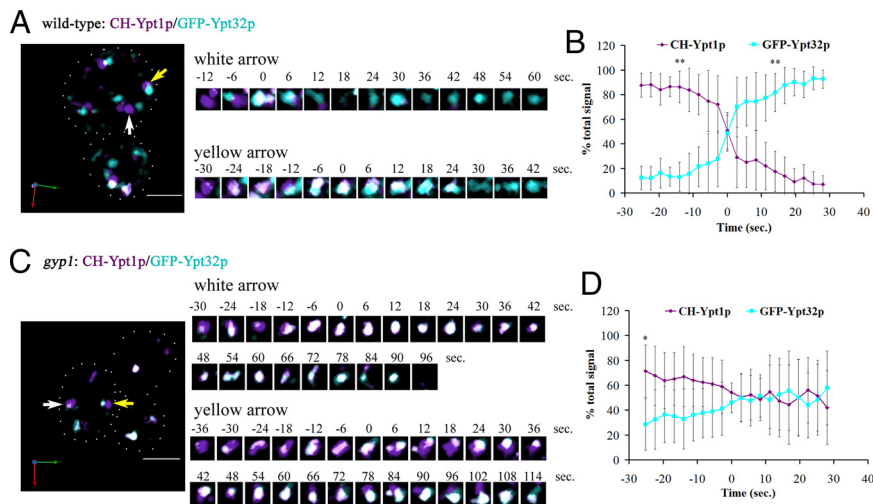 A wild-type: CH-Ypt1p/GFP-Ypt32p
white arrow
-12 -6 0 6 12 18 24 30 36 42 48 54 60 sec.
yellow arrow
-30 -24 -18 -12 -6 0 6 12 18 24 30 36 42 sec.
B
CH-Ypt1p GFP-Ypt32p
** **
% total signal
120
100
80
60
40
20
0
-30 -20 -10 0 10 20 30 40
Time (sec.)
C gyp1: CH-Ypt1p/GFP-Ypt32p
white arrow
-30 -24 -18 -12 -6 0 6 12 18 24 30 36 42 sec.
48 54 60 66 72 78 84 90 96 sec.
yellow arrow
-36 -30 -24 -18 -12 -6 0 6 12 18 24 30 36 sec.
42 48 54 60 66 72 78 84 90 96 102 108 114 sec.
D
CH-Ypt1p GFP-Ypt32p
*
% total signal
120
100
80
60
40
20
0
-30 -20 -10 0 10 20 30 40
Time (sec.)